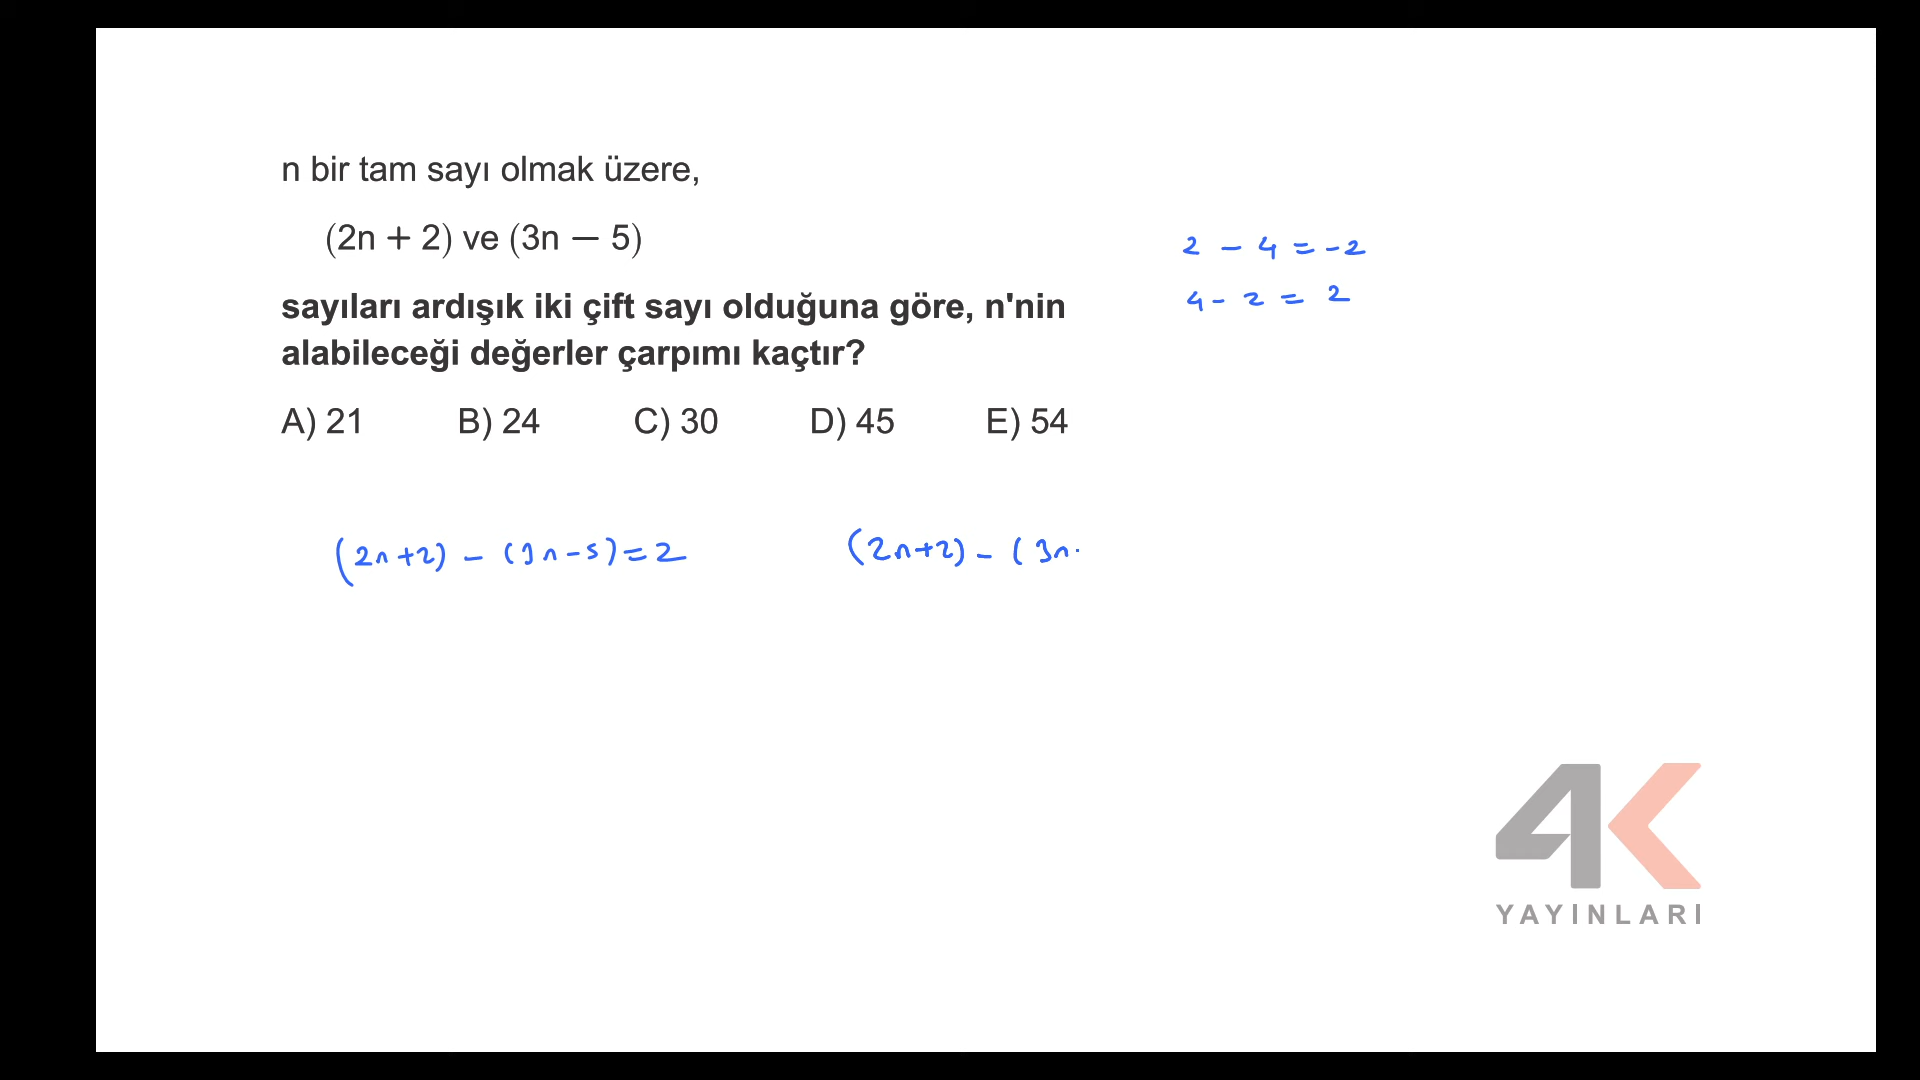 n bir tam sayı olmak üzere,
(2n + 2) ve (3n − 5)
sayıları ardışık iki çift sayı olduğuna göre, n'nin
alabileceği değerler çarpımı kaçtır?
A) 21 B) 24 C) 30 D) 45 E) 54
2 - 4 = -2
4 - 2 = 2
(2n+2) - (3n-5) = 2
(2n+2) - (3n
4K
YAYINLARI